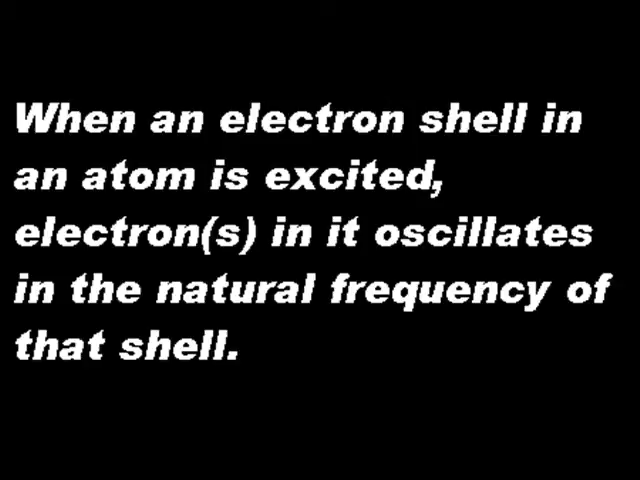 When an electron shell in
an atom is excited,
electron(s) in it oscillates
in the natural frequency of
that shell.